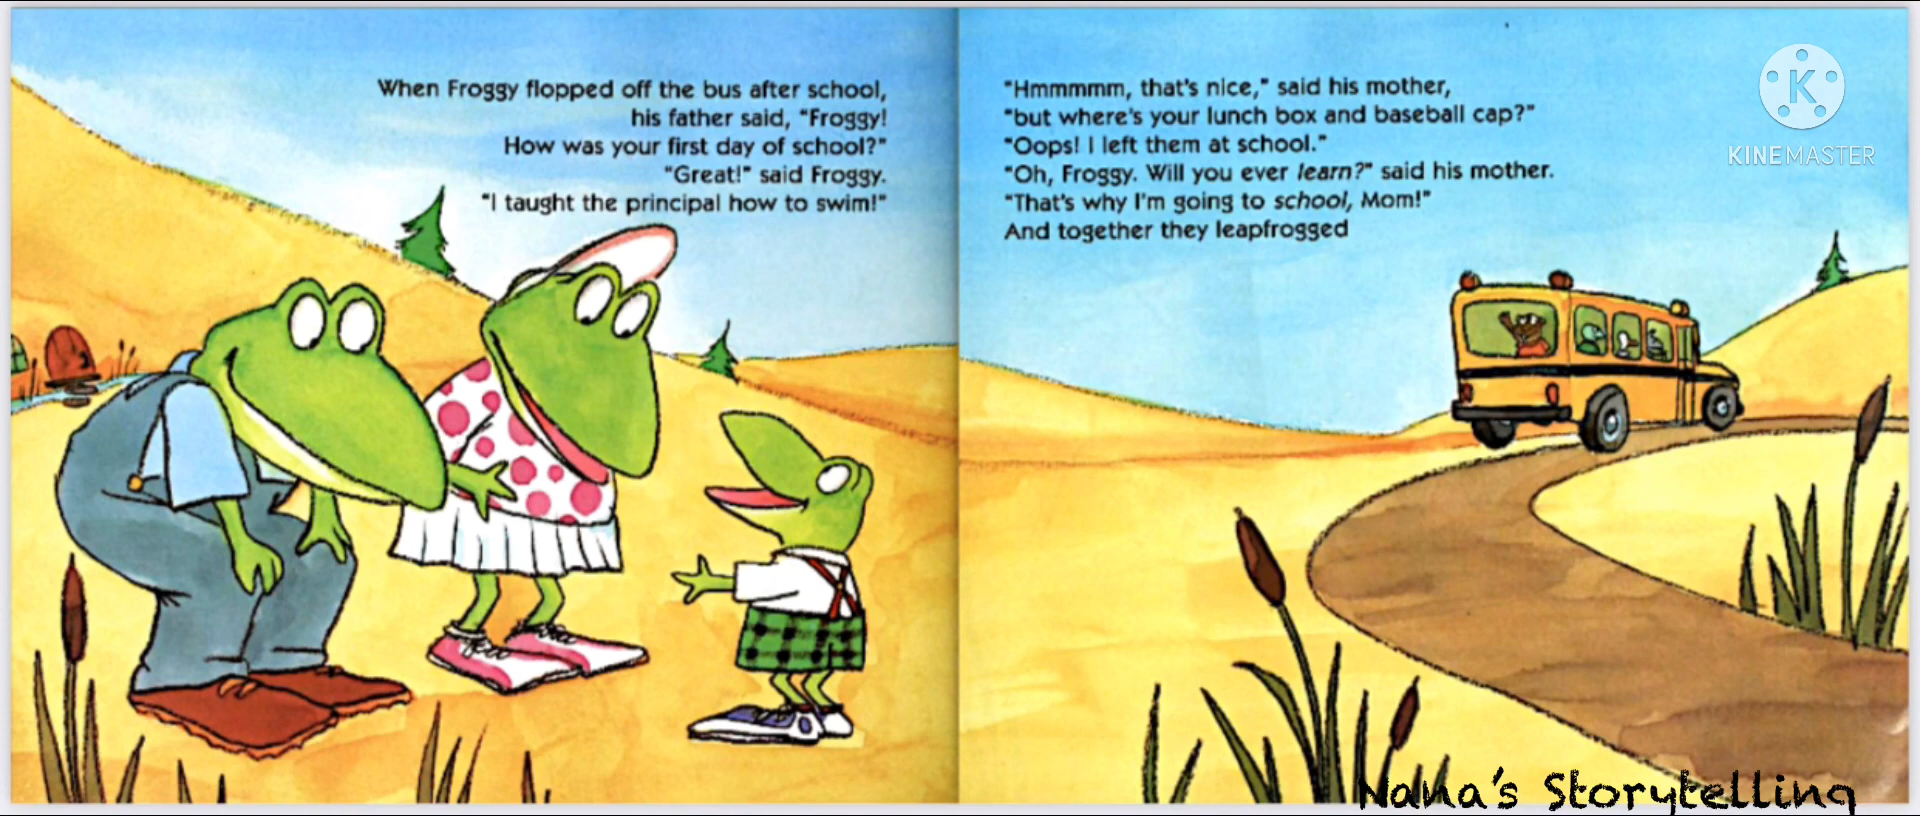 When Froggy flopped off the bus after school,
his father said, "Froggy!
How was your first day of school?"
"Great!" said Froggy.
"I taught the principal how to swim!"
"Hmmmmm, that's nice," said his mother,
"but where's your lunch box and baseball cap?"
"Oops! I left them at school."
"Oh, Froggy. Will you ever learn?" said his mother.
"That's why I'm going to school, Mom!"
And together they leapfrogged
K
KINEMASTER
Nana's Storytelling